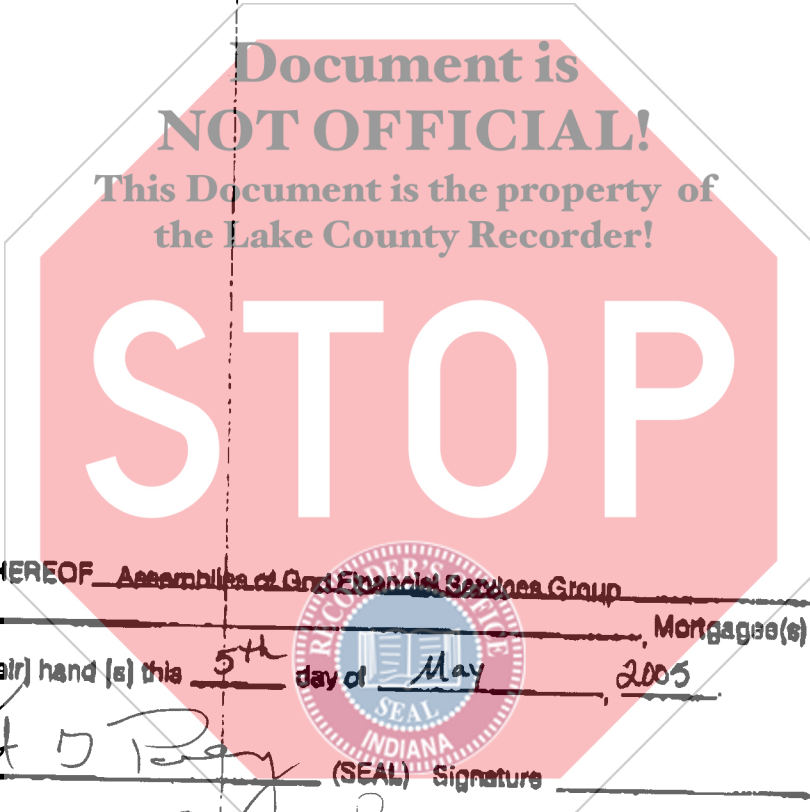 Document is
NOT OFFICIAL!
This Document is the property of
the Lake County Recorder!
STOP
HEREOF Assemblies of God Financial Services Group
, Mortgagee(s)
eir) hand (s) this 5th day of May, 2005
RECORDER'S OFFICE
SEAL
INDIANA
(SEAL) Signature